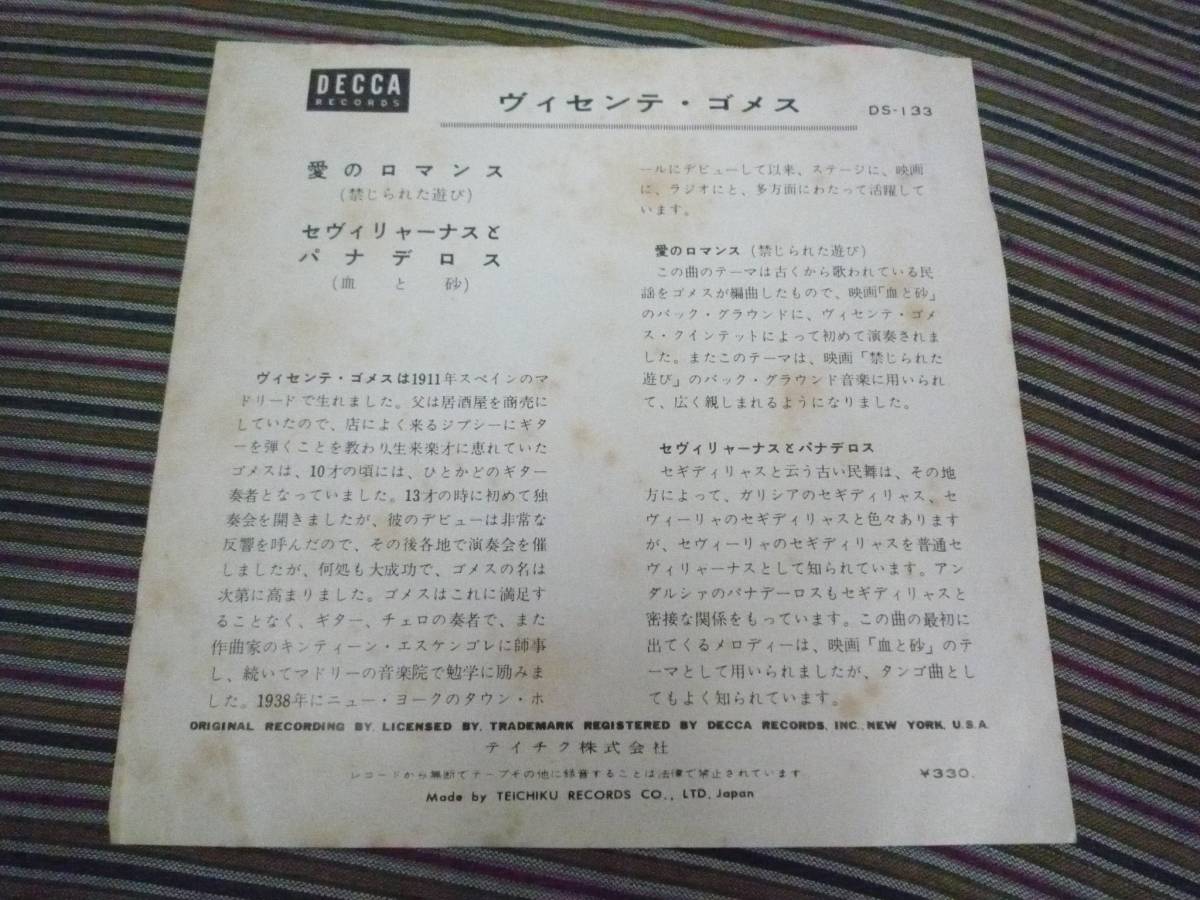 DECCA
RECORDS
ヴィセンテ・ゴメス
DS-133
愛のロマンス
(禁じられた遊び)
セヴィリャーナスと
パナデロス
(血と砂)
ヴィセンテ・ゴメスは1911年スペインのマ
ドリードで生れました。父は居酒屋を商売に
していたので、店によく来るジプシーにギタ
ーを弾くことを教わり、生来楽才に恵れていた
ゴメスは、10才の頃には、ひとかどのギター
奏者となっていました。13才の時に初めて独
奏会を開きましたが、彼のデビューは非常な
反響を呼んだので、その後各地で演奏会を催
しましたが、何処も大成功で、ゴメスの名は
次第に高まりました。ゴメスはこれに満足す
ることなく、ギター、チェロの奏者で、また
作曲家のキンティーン・エスケンゴレに師事
し、続いてマドリーの音楽院で勉学に励みま
した。1938年にニュー・ヨークのタウン・ホ
ールにデビューして以来、ステージに、映画
に、ラジオにと、多方面にわたって活躍して
います。
愛のロマンス(禁じられた遊び)
この曲のテーマは古くから歌われている民
謡をゴメスが編曲したもので、映画「血と砂」
のバック・グラウンドに、ヴィセンテ・ゴメ
ス・クインテットによって初めて演奏されま
した。またこのテーマは、映画「禁じられた
遊び」のバック・グラウンド音楽に用いられ
て、広く親しまれるようになりました。
セヴィリャーナスとパナデロス
セギディリャスと云う古い民舞は、その地
方によって、ガリシアのセギディリャス、セ
ヴィーリャのセギディリャスと色々あります
が、セヴィーリャのセギディリャスを普通セ
ヴィリャーナスとして知られています。アン
ダルシァのパナデーロスもセギディリャスと
密接な関係をもっています。この曲の最初に
出てくるメロディーは、映画「血と砂」のテ
ーマとして用いられましたが、タンゴ曲とし
てもよく知られています。
ORIGINAL RECORDING BY, LICENSED BY, TRADEMARK REGISTERED BY DECCA RECORDS, INC., NEW YORK, U.S.A.
テイチク株式会社
レコードから無断でテープその他に録音することは法律で禁止されています
¥330.
Made by TEICHIKU RECORDS CO., LTD, Japan